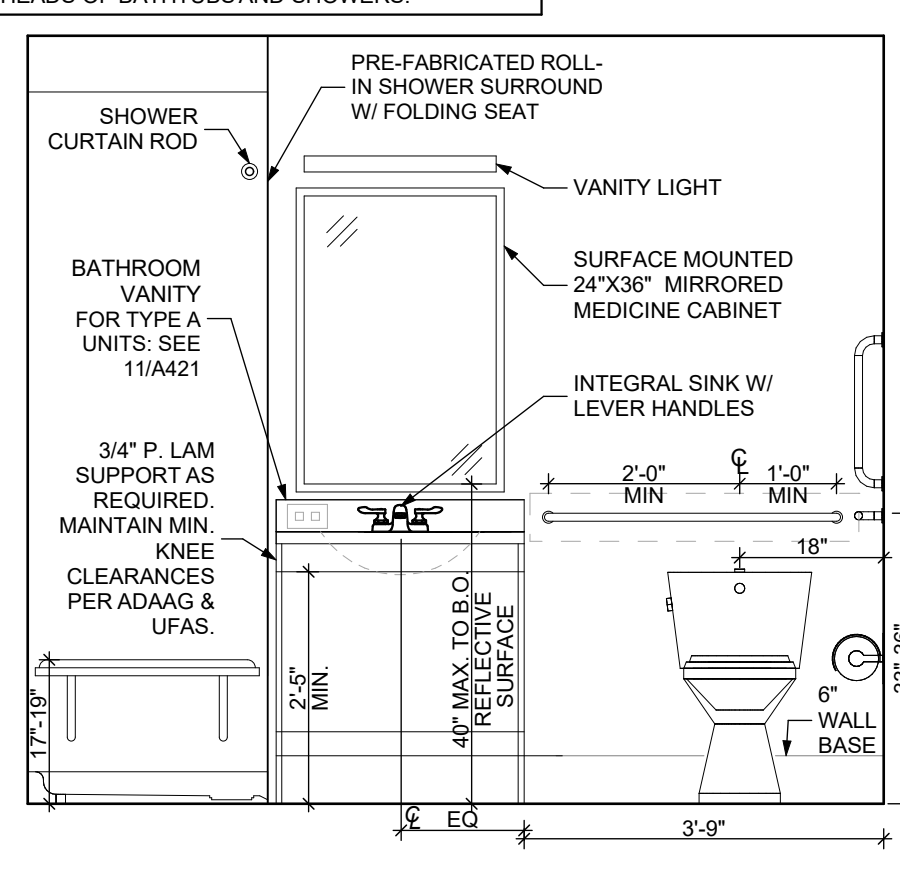 HEADS OF BATHTUBS AND SHOWERS.
PRE-FABRICATED ROLL-
IN SHOWER SURROUND
W/ FOLDING SEAT
SHOWER
CURTAIN ROD
VANITY LIGHT
BATHROOM
VANITY
FOR TYPE A
UNITS: SEE
11/A421
SURFACE MOUNTED
24"X36" MIRRORED
MEDICINE CABINET
INTEGRAL SINK W/
LEVER HANDLES
3/4" P. LAM
SUPPORT AS
REQUIRED.
MAINTAIN MIN.
KNEE
CLEARANCES
PER ADAAG &
UFAS.
2'-0"
MIN
℄
1'-0"
MIN
18"
17"-19"
2'-5"
MIN.
40" MAX. TO B.O.
REFLECTIVE
SURFACE
6"
WALL
BASE
℄ EQ
3'-9"